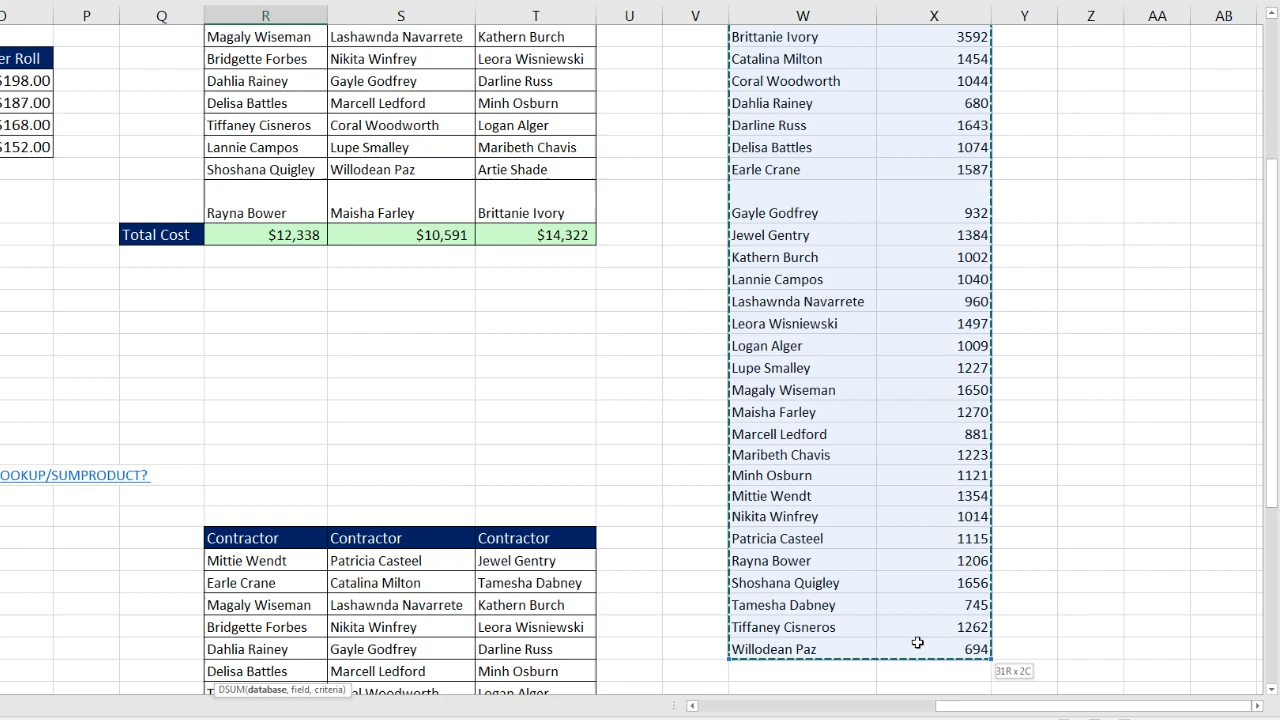 O P Q R S T U V W X Y Z AA AB
Magaly Wiseman Lashawnda Navarrete Kathern Burch Brittanie Ivory 3592
er Roll Bridgette Forbes Nikita Winfrey Leora Wisniewski Catalina Milton 1454
$198.00 Dahlia Rainey Gayle Godfrey Darline Russ Coral Woodworth 1044
$187.00 Delisa Battles Marcell Ledford Minh Osburn Dahlia Rainey 680
$168.00 Tiffaney Cisneros Coral Woodworth Logan Alger Darline Russ 1643
$152.00 Lannie Campos Lupe Smalley Maribeth Chavis Delisa Battles 1074
Shoshana Quigley Willodean Paz Artie Shade Earle Crane 1587
Rayna Bower Maisha Farley Brittanie Ivory Gayle Godfrey 932
Total Cost $12,338 $10,591 $14,322 Jewel Gentry 1384
Kathern Burch 1002
Lannie Campos 1040
Lashawnda Navarrete 960
Leora Wisniewski 1497
Logan Alger 1009
Lupe Smalley 1227
Magaly Wiseman 1650
Maisha Farley 1270
Marcell Ledford 881
Maribeth Chavis 1223
OOKUP/SUMPRODUCT? Minh Osburn 1121
Mittie Wendt 1354
Nikita Winfrey 1014
Contractor Contractor Contractor Patricia Casteel 1115
Mittie Wendt Patricia Casteel Jewel Gentry Rayna Bower 1206
Earle Crane Catalina Milton Tamesha Dabney Shoshana Quigley 1656
Magaly Wiseman Lashawnda Navarrete Kathern Burch Tamesha Dabney 745
Bridgette Forbes Nikita Winfrey Leora Wisniewski Tiffaney Cisneros 1262
Dahlia Rainey Gayle Godfrey Darline Russ Willodean Paz 694
Delisa Battles Marcell Ledford Minh Osburn 31R x 2C
DSUM(database, field, criteria)
Woodworth Logan Alger